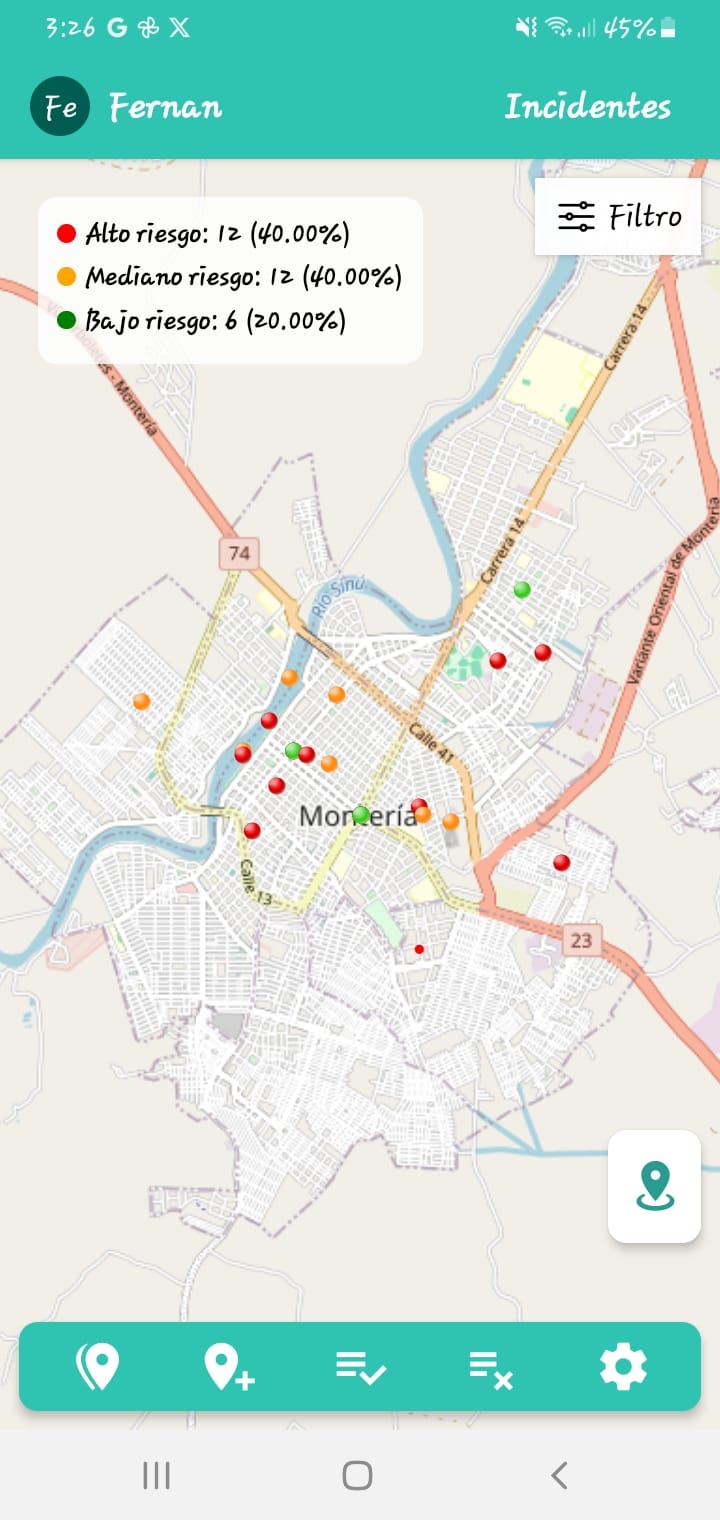 3:26
45%
Fe Fernan
Incidentes
Filtro
Alto riesgo: 12 (40.00%)
Mediano riesgo: 12 (40.00%)
Bajo riesgo: 6 (20.00%)
- Montería
Carrera 14
Carrera 14
74
Variante Oriental de Montería
Río Sinú
Calle 41
Montería
Calle 13
23